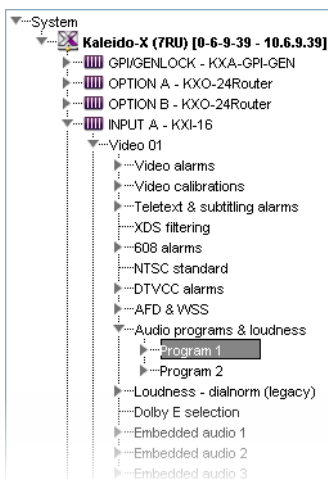 System
Kaleido-X (7RU) [0-6-9-39 - 10.6.9.39]
GPI/GENLOCK - KXA-GPI-GEN
OPTION A - KXO-24Router
OPTION B - KXO-24Router
INPUT A - KXI-16
Video 01
Video alarms
Video calibrations
Teletext & subtitling alarms
XDS filtering
608 alarms
NTSC standard
DTVCC alarms
AFD & WSS
Audio programs & loudness
Program 1
Program 2
Loudness - dialnorm (legacy)
Dolby E selection
Embedded audio 1
Embedded audio 2
Embedded audio 3